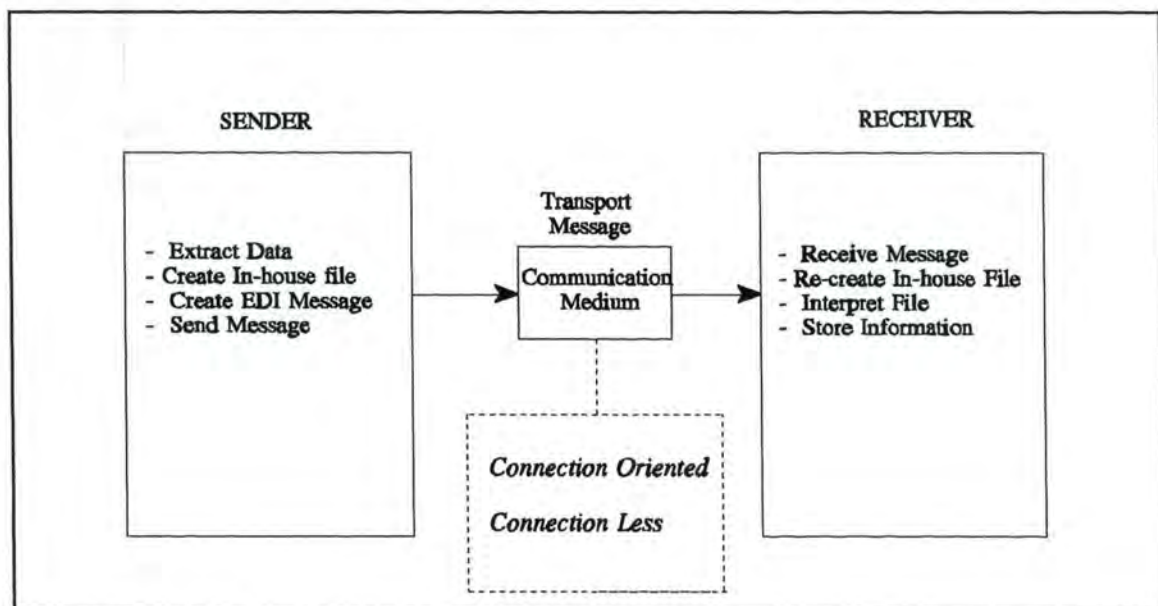 SENDER
- Extract Data
- Create In-house file
- Create EDI Message
- Send Message
Transport
Message
Communication
Medium
Connection Oriented
Connection Less
RECEIVER
- Receive Message
- Re-create In-house File
- Interpret File
- Store Information